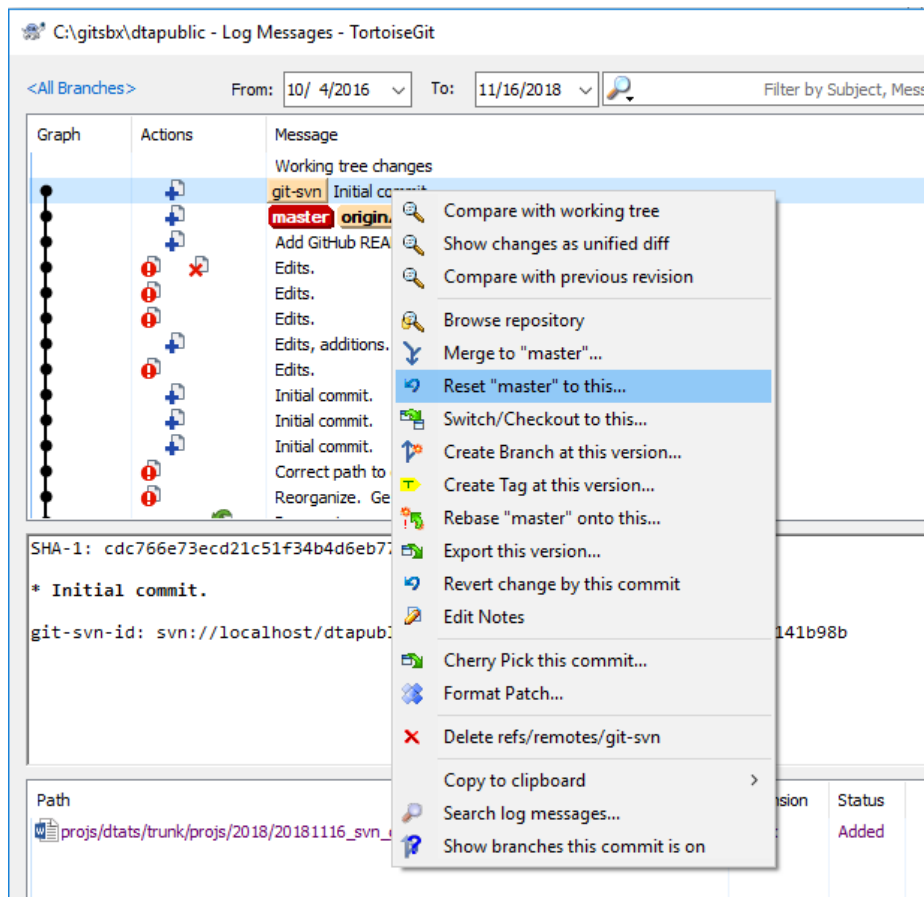 C:\gitsbx\dtapublic - Log Messages - TortoiseGit
<All Branches> From: 10/ 4/2016 To: 11/16/2018 Filter by Subject,
Graph Actions Message
Working tree changes
git-svn Initial commit
master origin
Add GitHub
Edits.
Edits.
Edits.
Edits, additions.
Edits.
Initial commit.
Initial commit.
Initial commit.
Correct path to
Reorganize.
Compare with working tree
Show changes as unified diff
Compare with previous revision
Browse repository
Merge to "master"...
Reset "master" to this...
Switch/Checkout to this...
Create Branch at this version...
Create Tag at this version...
Rebase "master" onto this...
Export this version...
Revert change by this commit
Edit Notes
Cherry Pick this commit...
Format Patch...
Delete refs/remotes/git-svn
Copy to clipboard
Search log messages...
Show branches this commit is on
SHA-1: cdc766e73ecd21c51f34b4d6eb77
* Initial commit.
git-svn-id: svn://localhost/dtapubl 141b98b
Path Status
projs/dtats/trunk/projs/2018/20181116_svn_ Added